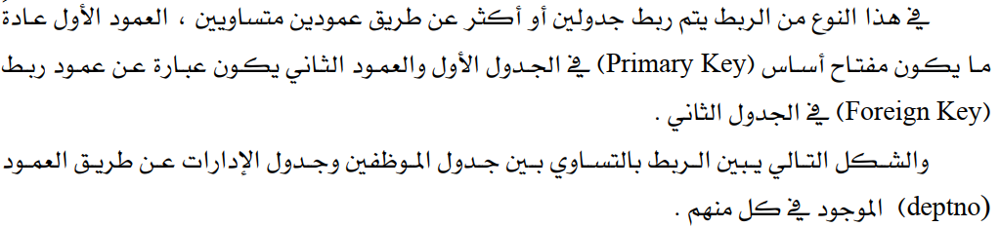 في هذا النوع من الربط يتم ربط جدولين أو أكثر عن طريق عمودين متساويين ، العمود الأول عادة
ما يكون مفتاح أساس (Primary Key) في الجدول الأول والعمود الثاني يكون عبارة عن عمود ربط
(Foreign Key) في الجدول الثاني .
والشكل التالي يبين الربط بالتساوي بين جدول الموظفين وجدول الإدارات عن طريق العمود
(deptno) الموجود في كل منهم .